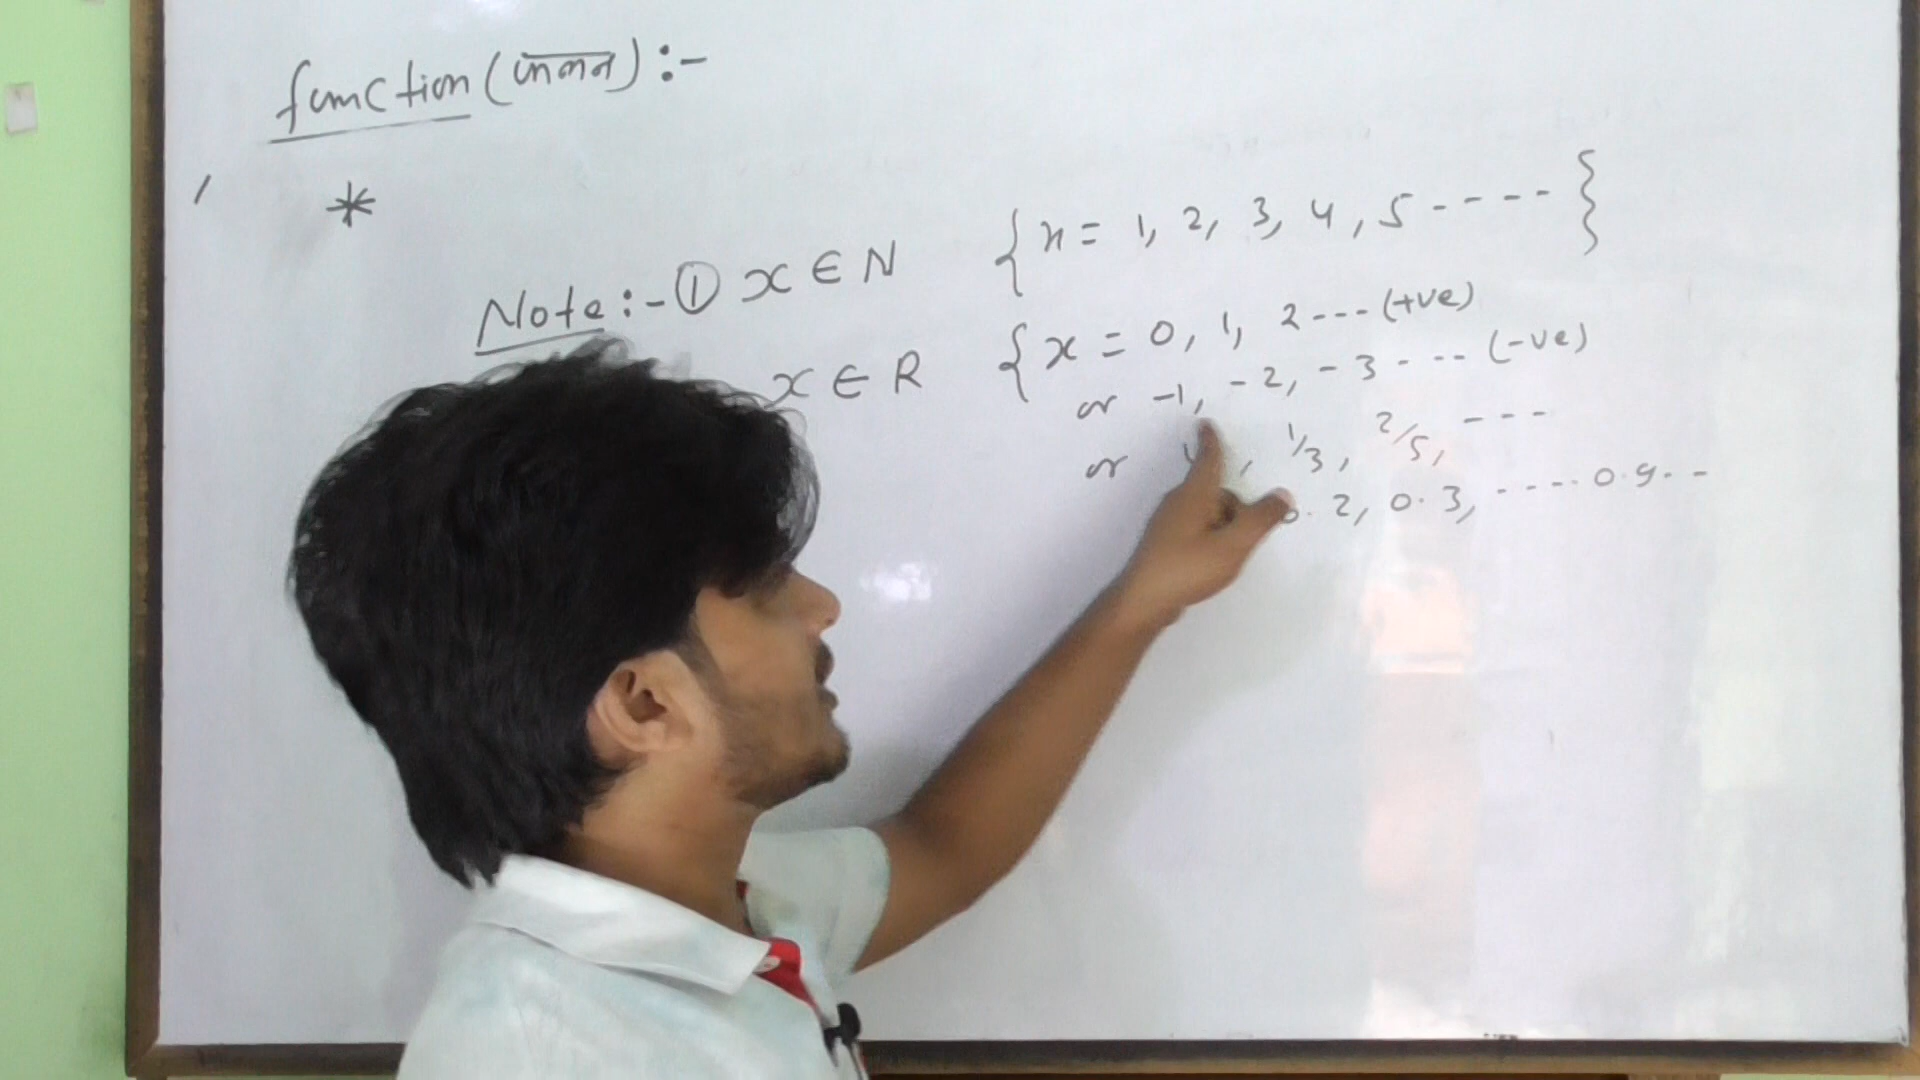 function (फलन) :-
*
Note :- ① x ∈ N { x = 1, 2, 3, 4, 5 ----- }
x ∈ R { x = 0, 1, 2 --- (+ve)
or -1, -2, -3 - -- (-ve)
or , 1/3, 2/5, ---
0.2, 0.3, ---- 0.9. -